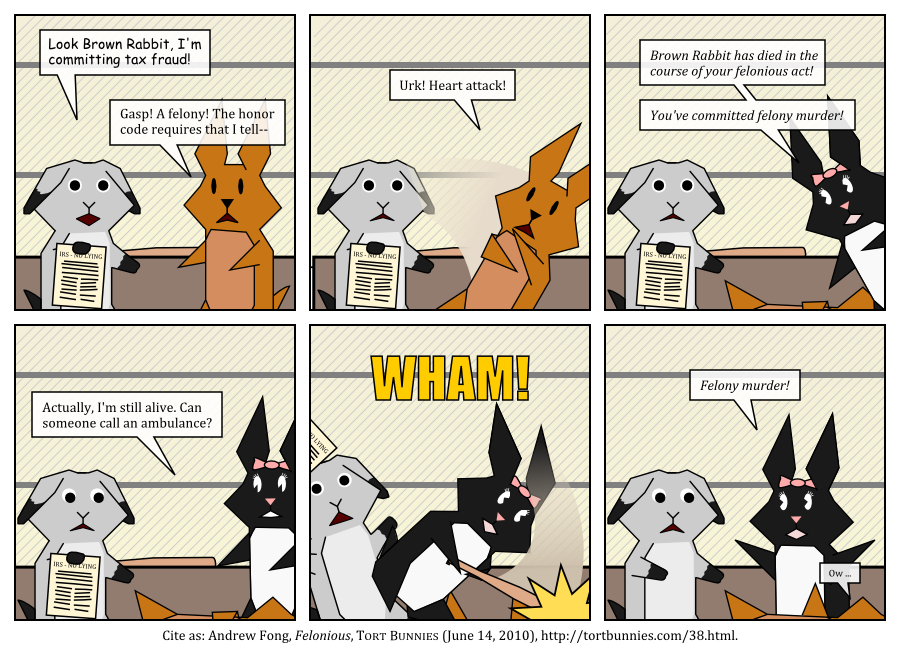 Look Brown Rabbit, I'm
committing tax fraud!
Gasp! A felony! The honor
code requires that I tell--
IRS - NO LYING
Urk! Heart attack!
IRS - NO LYING
Brown Rabbit has died in the
course of your felonious act!
You've committed felony murder!
IRS - NO LYING
Actually, I'm still alive. Can
someone call an ambulance?
IRS - NO LYING
WHAM!
LYING
Felony murder!
Ow ...
Cite as: Andrew Fong, Felonious, TORT BUNNIES (June 14, 2010), http://tortbunnies.com/38.html.